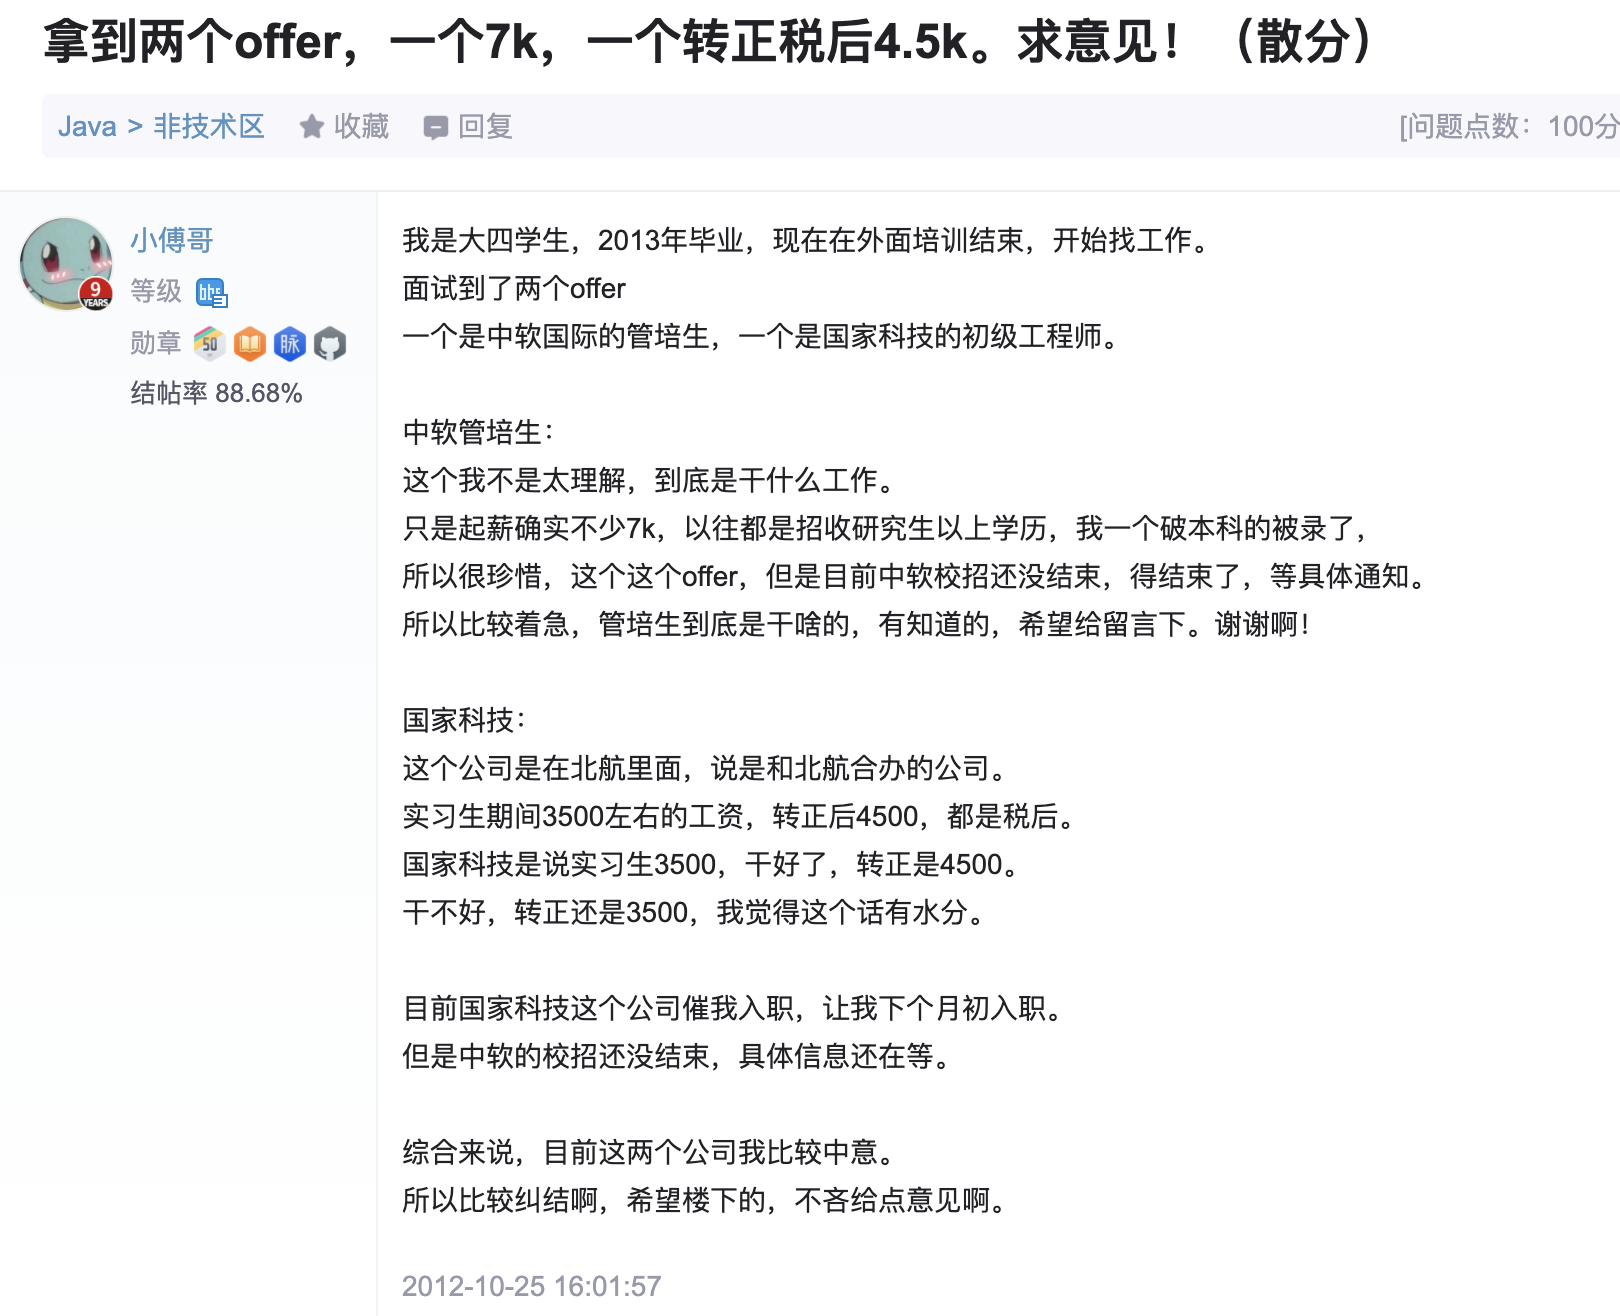 拿到两个offer，一个7k，一个转正税后4.5k。求意见！（散分）
Java > 非技术区 收藏 回复 [问题点数：100分
小傅哥
9 YEARS
等级 bbs
勋章 50 脉
结帖率 88.68%
我是大四学生，2013年毕业，现在在外面培训结束，开始找工作。
面试到了两个offer
一个是中软国际的管培生，一个是国家科技的初级工程师。
中软管培生：
这个我不是太理解，到底是干什么工作。
只是起薪确实不少7k，以往都是招收研究生以上学历，我一个破本科的被录了，
所以很珍惜，这个这个offer，但是目前中软校招还没结束，得结束了，等具体通知。
所以比较着急，管培生到底是干啥的，有知道的，希望给留言下。谢谢啊！
国家科技：
这个公司是在北航里面，说是和北航合办的公司。
实习生期间3500左右的工资，转正后4500，都是税后。
国家科技是说实习生3500，干好了，转正是4500。
干不好，转正还是3500，我觉得这个话有水分。
目前国家科技这个公司催我入职，让我下个月初入职。
但是中软的校招还没结束，具体信息还在等。
综合来说，目前这两个公司我比较中意。
所以比较纠结啊，希望楼下的，不吝给点意见啊。
2012-10-25 16:01:57